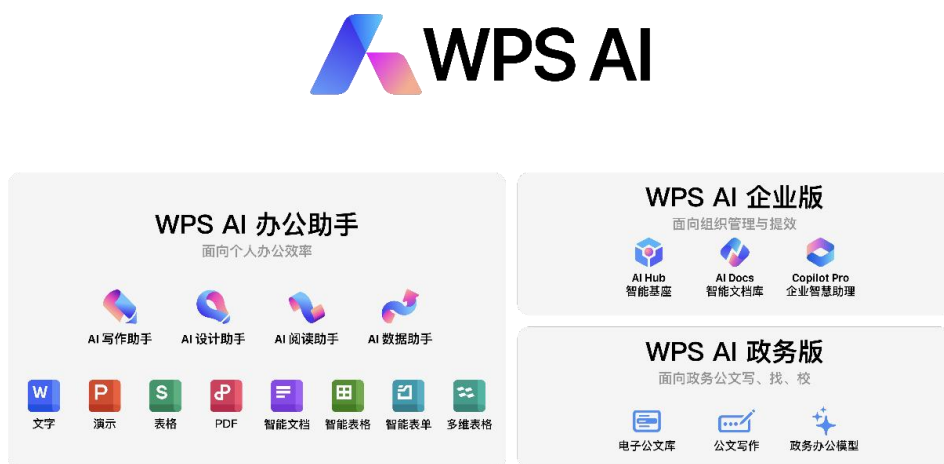 WPS AI
WPS AI 办公助手
面向个人办公效率
AI 写作助手
AI 设计助手
AI 阅读助手
AI 数据助手
W
P
S
P
文字
演示
表格
PDF
智能文档
智能表格
智能表单
多维表格
WPS AI 企业版
面向组织管理与提效
AI Hub
智能基座
AI Docs
智能文档库
Copilot Pro
企业智慧助理
WPS AI 政务版
面向政务公文写、找、校
电子公文库
公文写作
政务办公模型